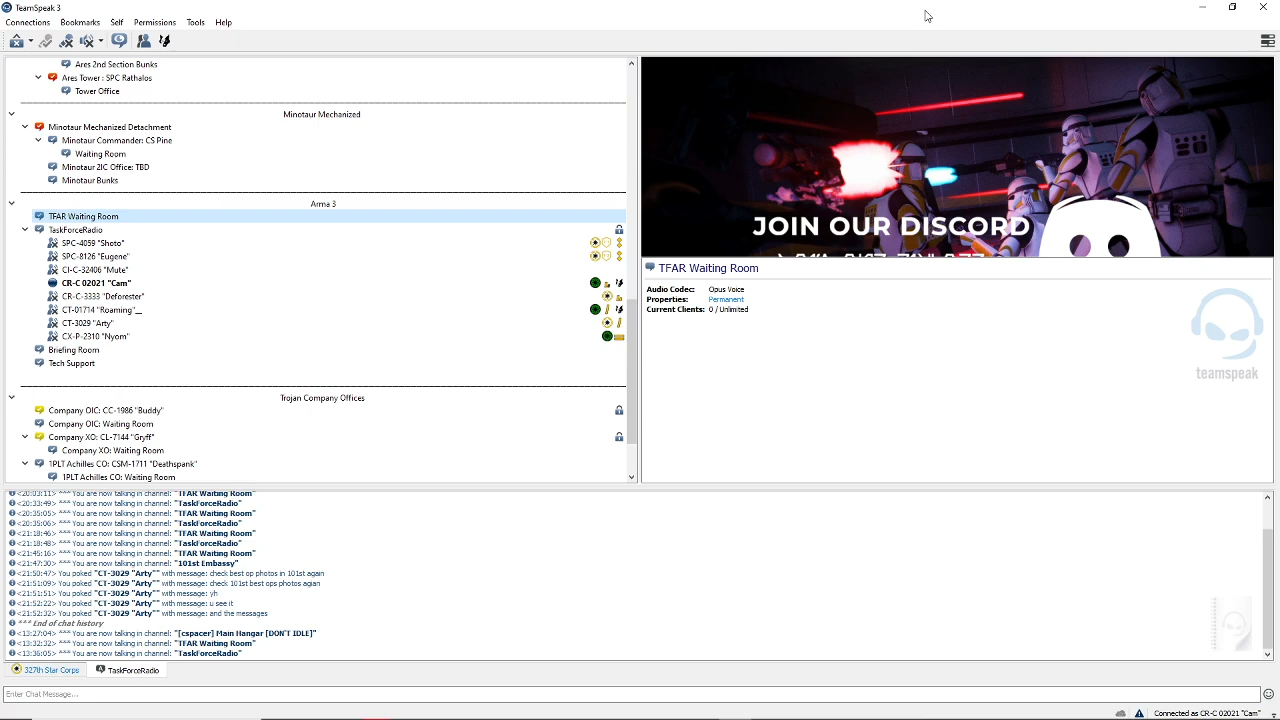 TeamSpeak 3
Connections Bookmarks Self Permissions Tools Help
Ares 2nd Section Bunks
Ares Tower : SPC Rathalos
Tower Office
Minotaur Mechanized
Minotaur Mechanized Detachment
Minotaur Commander: CS Pine
Waiting Room
Minotaur 2IC Office: TBD
Minotaur Bunks
Arma 3
TFAR Waiting Room
TaskForceRadio
SPC-4059 "Shoto"
SPC-8126 "Eugene"
CI-C-32406 "Mute"
CR-C 02021 "Cam"
CR-C-3333 "Deforester"
CT-01714 "Roaming"__
CT-3029 "Arty"
CX-P-2310 "Nyom"
Briefing Room
Tech Support
Trojan Company Offices
Company OIC: CC-1986 "Buddy"
Company OIC: Waiting Room
Company XO: CL-7144 "Gryff"
Company XO: Waiting Room
1PLT Achilles CO: CSM-1711 "Deathspank"
1PLT Achilles CO: Waiting Room
JOIN OUR DISCORD
TFAR Waiting Room
Audio Codec: Opus Voice
Properties: Permanent
Current Clients: 0 / Unlimited
teamspeak
<20:03:11> *** You are now talking in channel: "TFAR Waiting Room"
<20:33:49> *** You are now talking in channel: "TaskForceRadio"
<20:35:05> *** You are now talking in channel: "TFAR Waiting Room"
<20:35:06> *** You are now talking in channel: "TaskForceRadio"
<21:18:46> *** You are now talking in channel: "TFAR Waiting Room"
<21:18:48> *** You are now talking in channel: "TaskForceRadio"
<21:45:16> *** You are now talking in channel: "TFAR Waiting Room"
<21:47:30> *** You are now talking in channel: "101st Embassy"
<21:50:47> You poked "CT-3029 "Arty"" with message: check best op photos in 101st again
<21:51:09> You poked "CT-3029 "Arty"" with message: check 101st best ops photos agian
<21:51:51> You poked "CT-3029 "Arty"" with message: yh
<21:52:22> You poked "CT-3029 "Arty"" with message: u see it
<21:52:32> You poked "CT-3029 "Arty"" with message: and the messages
*** End of chat history
<13:27:04> *** You are now talking in channel: "[cspacer] Main Hangar [DON'T IDLE]"
<13:32:32> *** You are now talking in channel: "TFAR Waiting Room"
<13:36:05> *** You are now talking in channel: "TaskForceRadio"
327th Star Corps TaskForceRadio
Enter Chat Message...
Connected as CR-C 02021 "Cam"